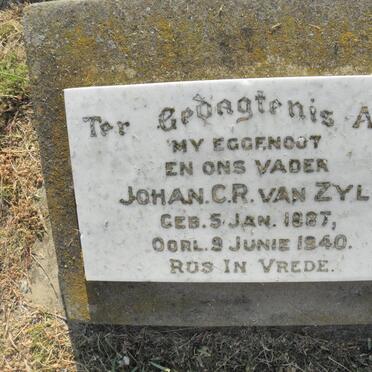 Ter Gedagtenis A
MY EGGENOOT
EN ONS VADER
JOHAN.C.R. VAN ZYL
GEB. 5. JAN. 1887,
OORL. 9 JUNIE 1940.
RUS IN VREDE.